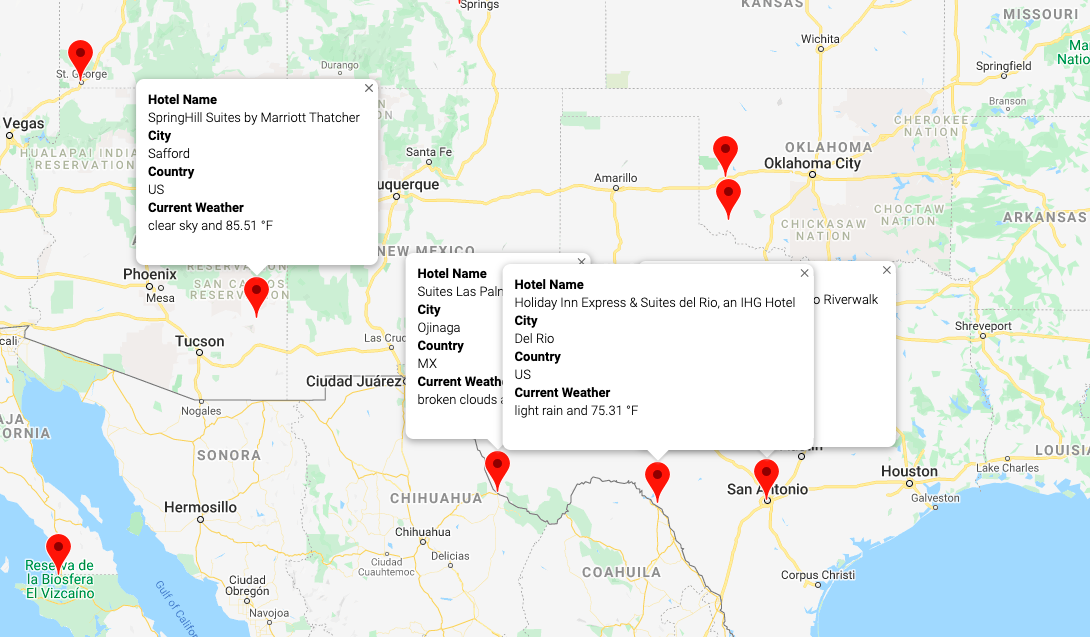 Springs
KANSAS
MISSOURI
Wichita
St. George
Durango
Springfield
Branson
Vegas
HUALAPAI INDIAN
RESERVATION
Hotel Name
SpringHill Suites by Marriott Thatcher
City
Safford
Country
US
Current Weather
clear sky and 85.51 °F
Santa Fe
Amarillo
OKLAHOMA
Oklahoma City
CHEROKEE
NATION
CHICKASAW
NATION
CHOCTAW
NATION
ARKANSAS
NEW MEXICO
Phoenix
Mesa
RESERVATION
SAN CARLOS
RESERVATION
Tucson
Las Cruc
Ciudad Juárez
Hotel Name
Suites Las Palm
City
Ojinaga
Country
MX
Current Weathe
broken clouds a
Hotel Name
Holiday Inn Express & Suites del Rio, an IHG Hotel
City
Del Rio
Country
US
Current Weather
light rain and 75.31 °F
o Riverwalk
Shreveport
Nogales
SONORA
Hermosillo
CHIHUAHUA
Chihuahua
Delicias
Ciudad
Cuauhtemoc
COAHUILA
San Antonio
Houston
Galveston
Lake Charles
LOUISIA
Corpus Christi
Reserva de
la Biosfera
El Vizcaíno
Ciudad
Obregón
Navojoa
Gulf of Califor